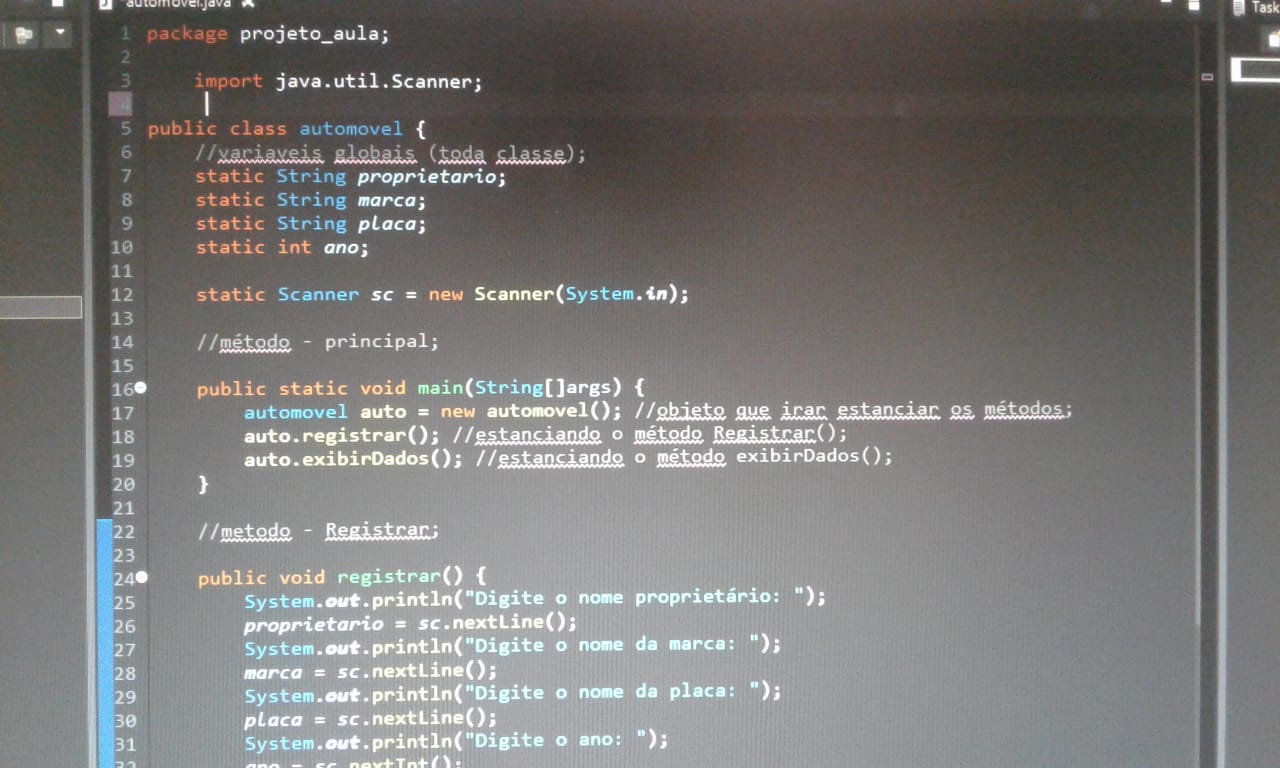 *automovel.java
Task
1 package projeto_aula;
2
3 import java.util.Scanner;
4
5 public class automovel {
6 //variaveis globais (toda classe);
7 static String proprietario;
8 static String marca;
9 static String placa;
10 static int ano;
11
12 static Scanner sc = new Scanner(System.in);
13
14 //método - principal;
15
16 public static void main(String[]args) {
17 automovel auto = new automovel(); //objeto que irar estanciar os métodos;
18 auto.registrar(); //estanciando o método Registrar();
19 auto.exibirDados(); //estanciando o método exibirDados();
20 }
21
22 //metodo - Registrar;
23
24 public void registrar() {
25 System.out.println("Digite o nome proprietário: ");
26 proprietario = sc.nextLine();
27 System.out.println("Digite o nome da marca: ");
28 marca = sc.nextLine();
29 System.out.println("Digite o nome da placa: ");
30 placa = sc.nextLine();
31 System.out.println("Digite o ano: ");
32 ano = sc.nextInt();